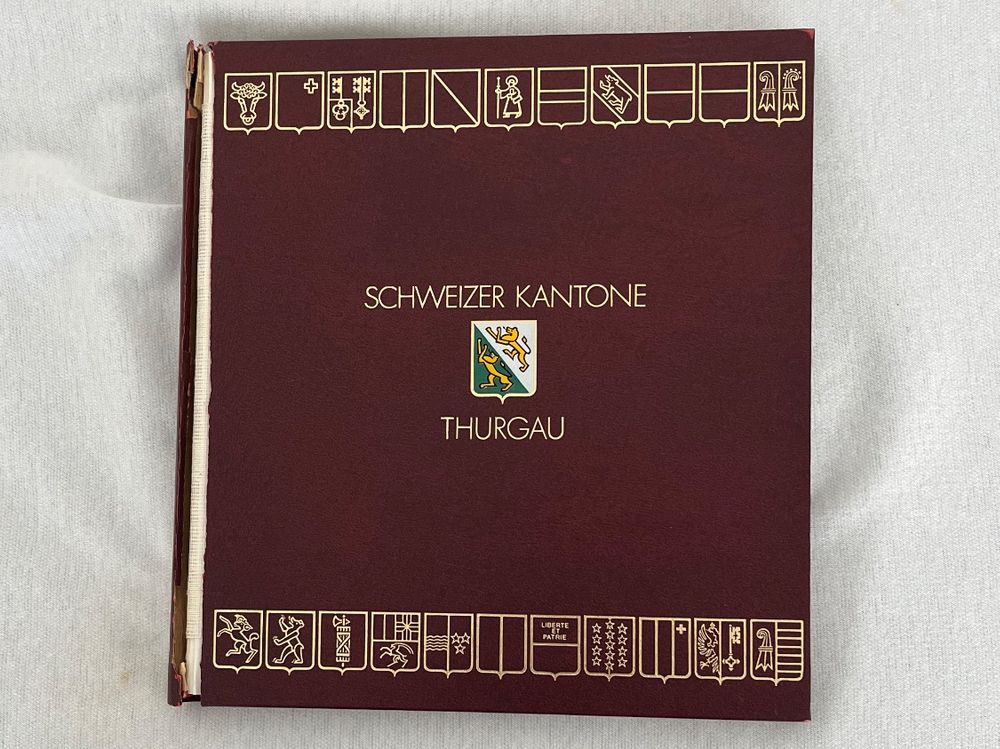 SCHWEIZER KANTONE
THURGAU
LIBERTE
ET
PATRIE